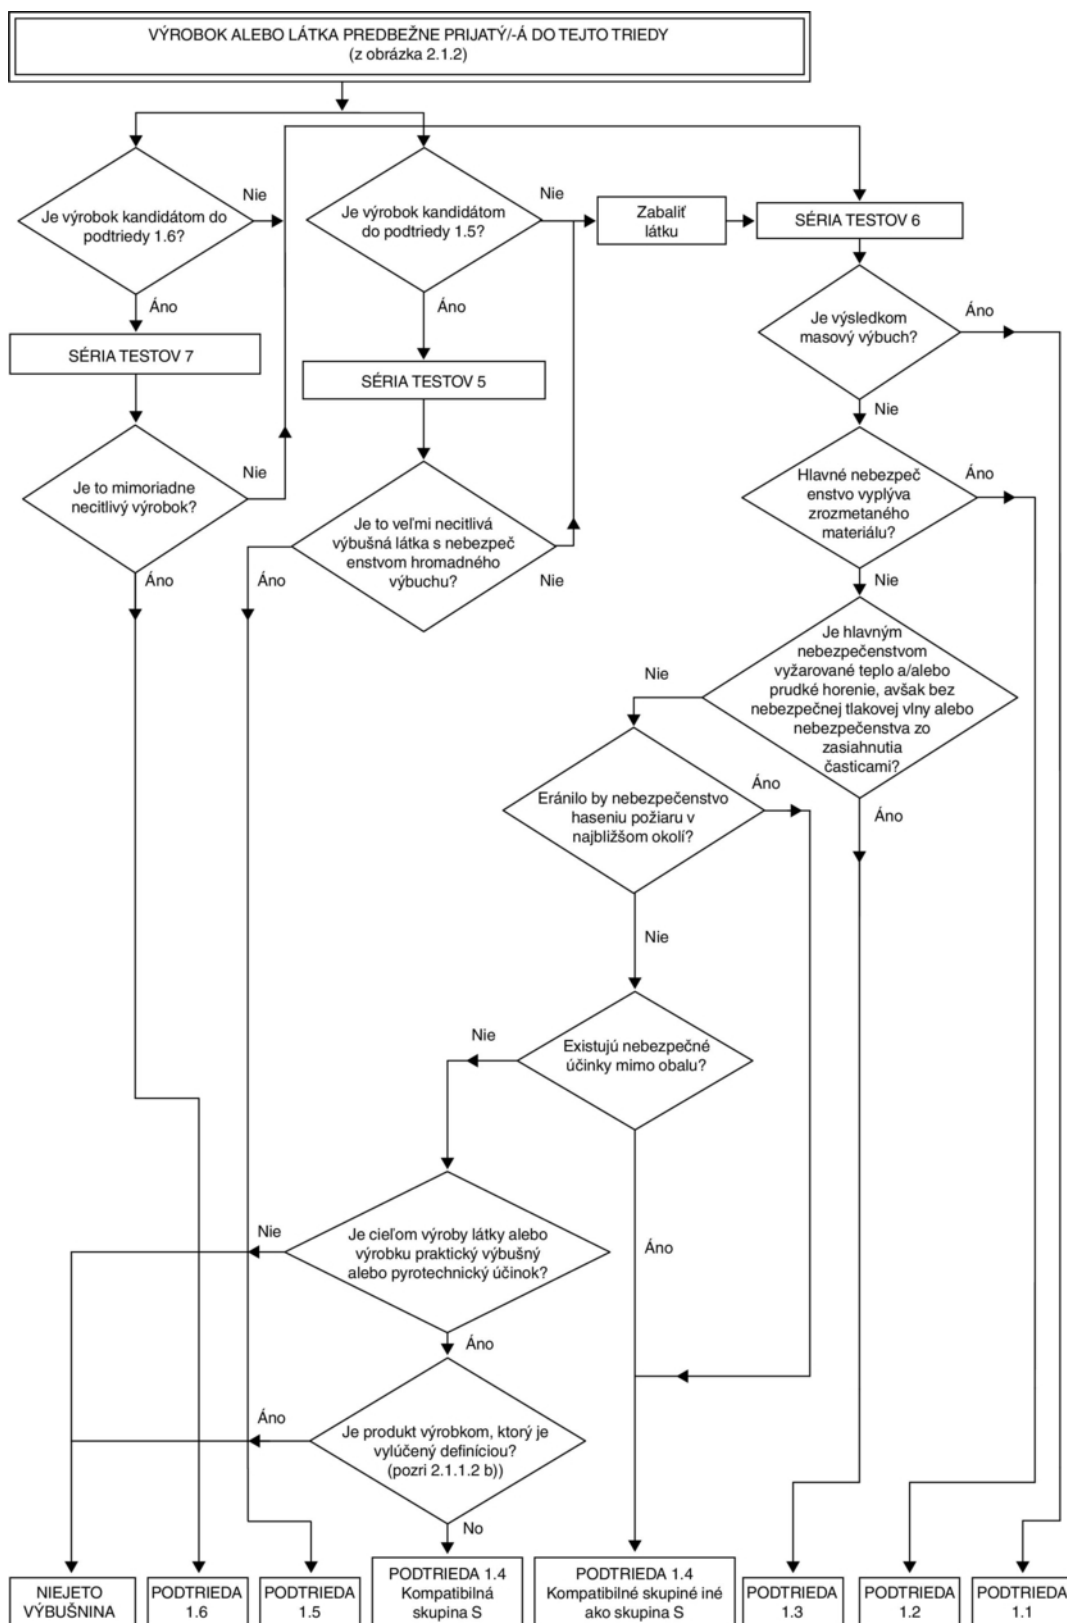 VÝROBOK ALEBO LÁTKA PREDBEŽNE PRIJATÝ/-Á DO TEJTO TRIEDY
(z obrázka 2.1.2)
Nie
Nie
Je výrobok kandidátom do
podtriedy 1.6?
Je výrobok kandidátom
do podtriedy 1.5?
Zabaliť
látku
SÉRIA TESTOV 6
Áno
Áno
Je výsledkom
masový výbuch?
Áno
SÉRIA TESTOV 7
SÉRIA TESTOV 5
Nie
Je to mimoriadne
necitlivý výrobok?
Nie
Hlavné nebezpeč
enstvo vyplýva
zrozmetaného
materiálu?
Áno
Je to veľmi necitlivá
výbušná látka s nebezpeč
enstvom hromadného
výbuchu?
Áno
Áno
Nie
Nie
Je hlavným
nebezpečenstvom
vyžarované teplo a/alebo
prudké horenie, avšak bez
nebezpečnej tlakovej vlny alebo
nebezpečenstva zo
zasiahnutia
časticami?
Nie
Áno
Eránilo by nebezpečenstvo
haseniu požiaru v
najbližšom okolí?
Áno
Nie
Nie
Existujú nebezpečné
účinky mimo obalu?
Nie
Je cieľom výroby látky alebo
výrobku praktický výbušný
alebo pyrotechnický účinok?
Áno
Áno
Áno
Je produkt výrobkom, ktorý je
vylúčený definíciou?
(pozri 2.1.1.2 b))
No
NIEJETO
VÝBUŠNINA
PODTRIEDA
1.6
PODTRIEDA
1.5
PODTRIEDA 1.4
Kompatibilná
skupina S
PODTRIEDA 1.4
Kompatibilné skupiné iné
ako skupina S
PODTRIEDA
1.3
PODTRIEDA
1.2
PODTRIEDA
1.1